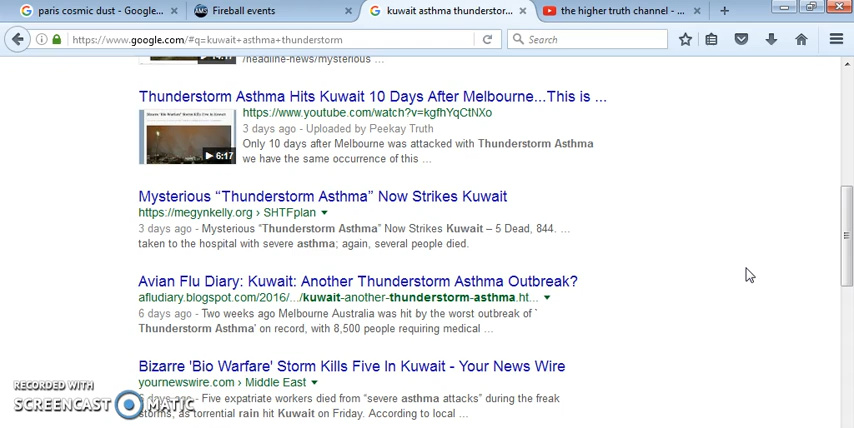 paris cosmic dust - Google...
Fireball events
kuwait asthma thunderstor...
the higher truth channel - ...
https://www.google.com/#q=kuwait+asthma+thunderstorm
Search
14:17
/headline-news/mysterious ...
Thunderstorm Asthma Hits Kuwait 10 Days After Melbourne...This is ...
https://www.youtube.com/watch?v=kgfhYqCtNXo
3 days ago - Uploaded by Peekay Truth
6:17
Only 10 days after Melbourne was attacked with Thunderstorm Asthma
we have the same occurrence of this ...
Mysterious “Thunderstorm Asthma” Now Strikes Kuwait
https://megynkelly.org › SHTFplan
3 days ago - Mysterious “Thunderstorm Asthma” Now Strikes Kuwait – 5 Dead, 844. ...
taken to the hospital with severe asthma; again, several people died.
Avian Flu Diary: Kuwait: Another Thunderstorm Asthma Outbreak?
afludiary.blogspot.com/2016/.../kuwait-another-thunderstorm-asthma.ht...
6 days ago - Two weeks ago Melbourne Australia was hit by the worst outbreak of `
Thunderstorm Asthma' on record, with 8,500 people requiring medical ...
Bizarre 'Bio Warfare' Storm Kills Five In Kuwait - Your News Wire
yournewswire.com › Middle East
days ago - Five expatriate workers died from “severe asthma attacks” during the freak
storms, as torrential rain hit Kuwait on Friday. According to local ...
RECORDED WITH
SCREENCAST MATIC